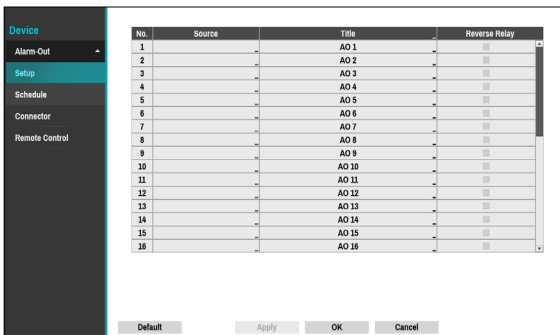 Device
Alarm-Out
Setup
Schedule
Connector
Remote Control
No. Source Title Reverse Relay
1 AO 1
2 AO 2
3 AO 3
4 AO 4
5 AO 5
6 AO 6
7 AO 7
8 AO 8
9 AO 9
10 AO 10
11 AO 11
12 AO 12
13 AO 13
14 AO 14
15 AO 15
16 AO 16
Default Apply OK Cancel